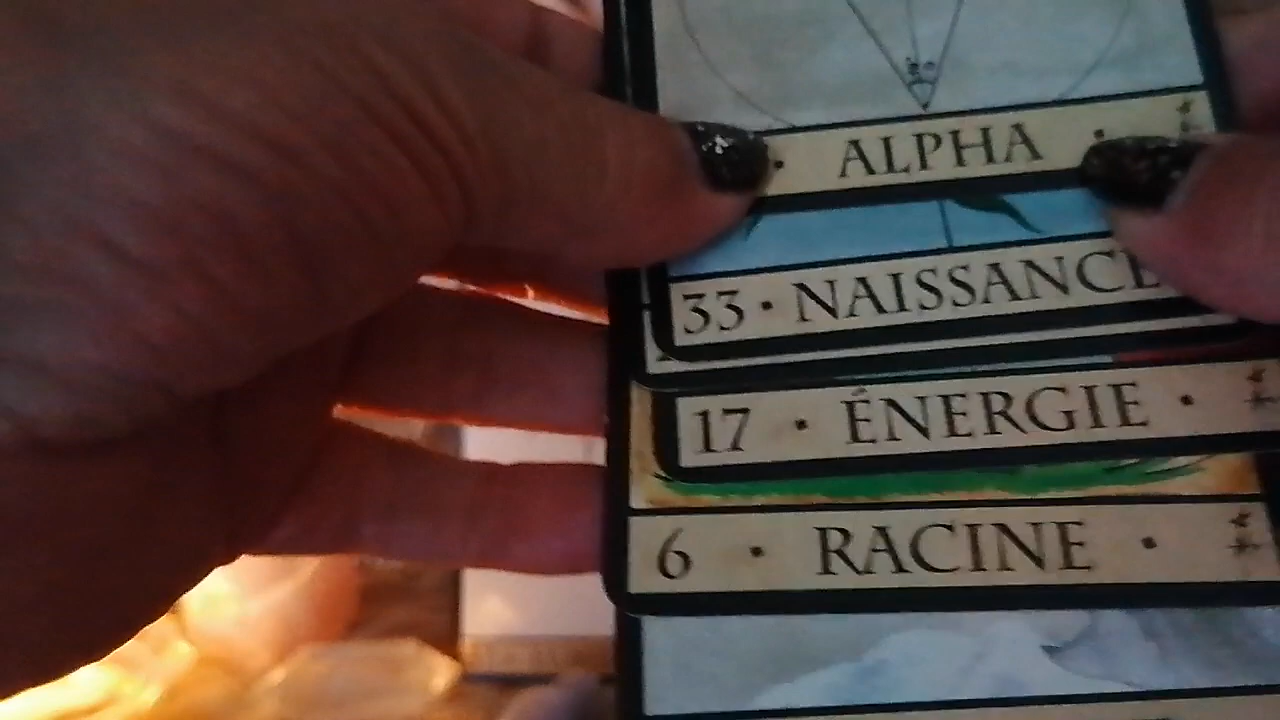 · ALPHA ·
33 · NAISSANCE
17 · ÉNERGIE ·
6 · RACINE ·